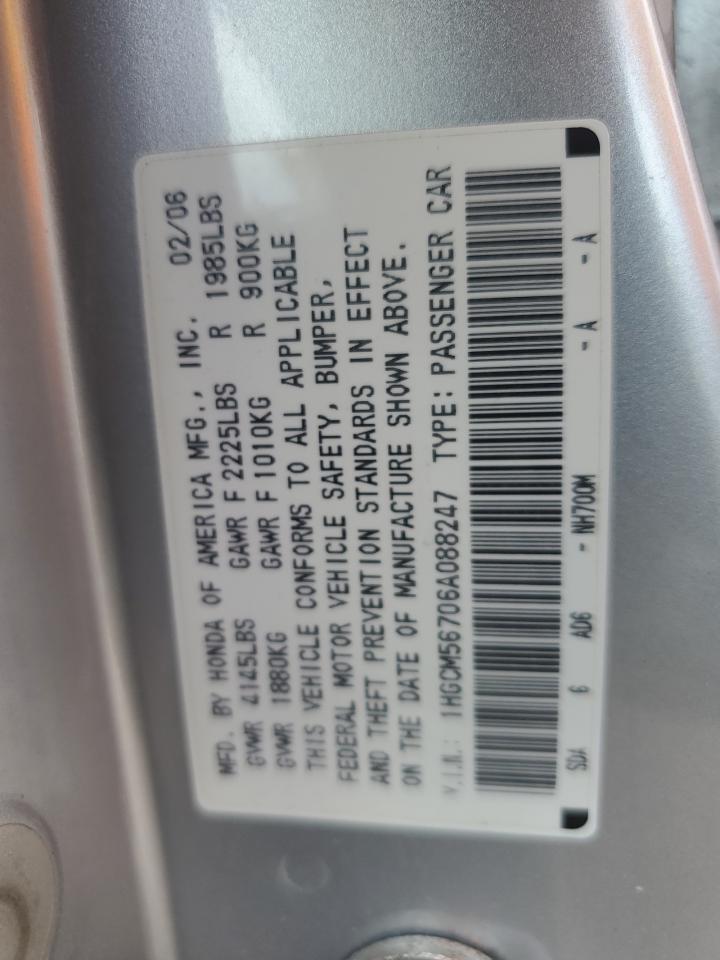 MFD. BY HONDA OF AMERICA MFG., INC. 02/06
GVWR 4145LBS GAWR F 2225LBS R 1985LBS
GVWR 1880KG GAWR F 1010KG R 900KG
THIS VEHICLE CONFORMS TO ALL APPLICABLE
FEDERAL MOTOR VEHICLE SAFETY, BUMPER,
AND THEFT PREVENTION STANDARDS IN EFFECT
ON THE DATE OF MANUFACTURE SHOWN ABOVE.
V.I.N.: 1HGCM56706A088247 TYPE: PASSENGER CAR
SDA 6 AD6 - NH700M - A - A